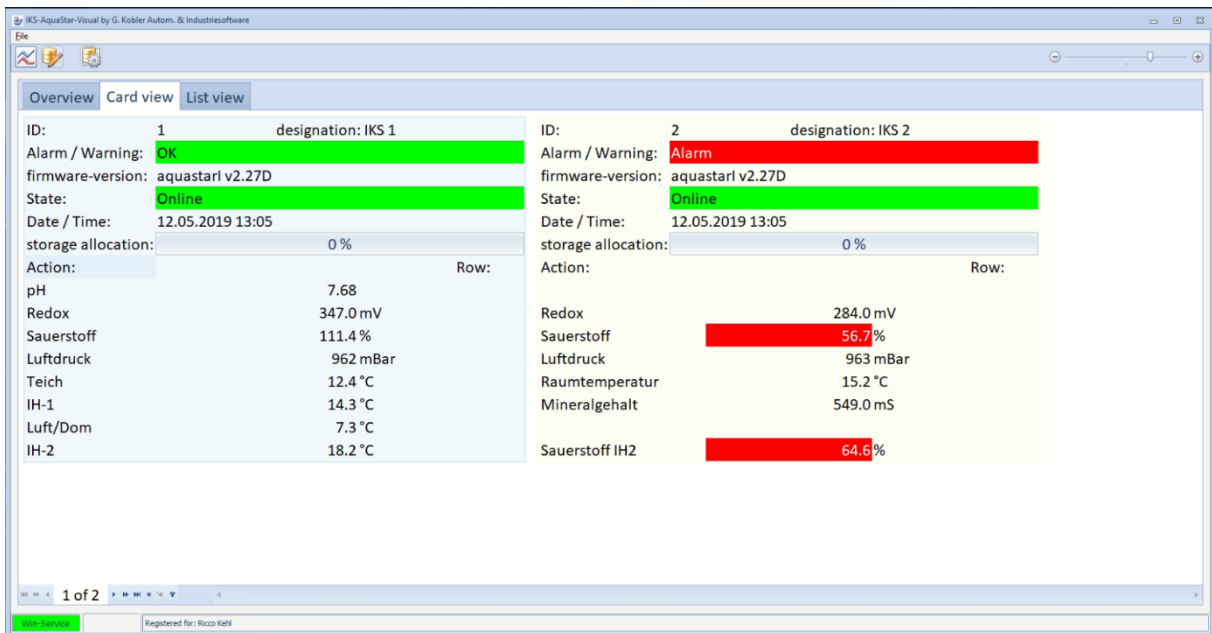 IKS-AquaStar-Visual by G. Kobler Autom. & Industriesoftware
File
Overview Card view List view
ID: 1 designation: IKS 1
Alarm / Warning: OK
firmware-version: aquastarI v2.27D
State: Online
Date / Time: 12.05.2019 13:05
storage allocation: 0 %
Action: Row:
pH 7.68
Redox 347.0 mV
Sauerstoff 111.4 %
Luftdruck 962 mBar
Teich 12.4 °C
IH-1 14.3 °C
Luft/Dom 7.3 °C
IH-2 18.2 °C
ID: 2 designation: IKS 2
Alarm / Warning: Alarm
firmware-version: aquastarI v2.27D
State: Online
Date / Time: 12.05.2019 13:05
storage allocation: 0 %
Action: Row:
Redox 284.0 mV
Sauerstoff 56.7 %
Luftdruck 963 mBar
Raumtemperatur 15.2 °C
Mineralgehalt 549.0 mS
Sauerstoff IH2 64.6 %
1 of 2
Win-Service Registered for: Ricco Kehl